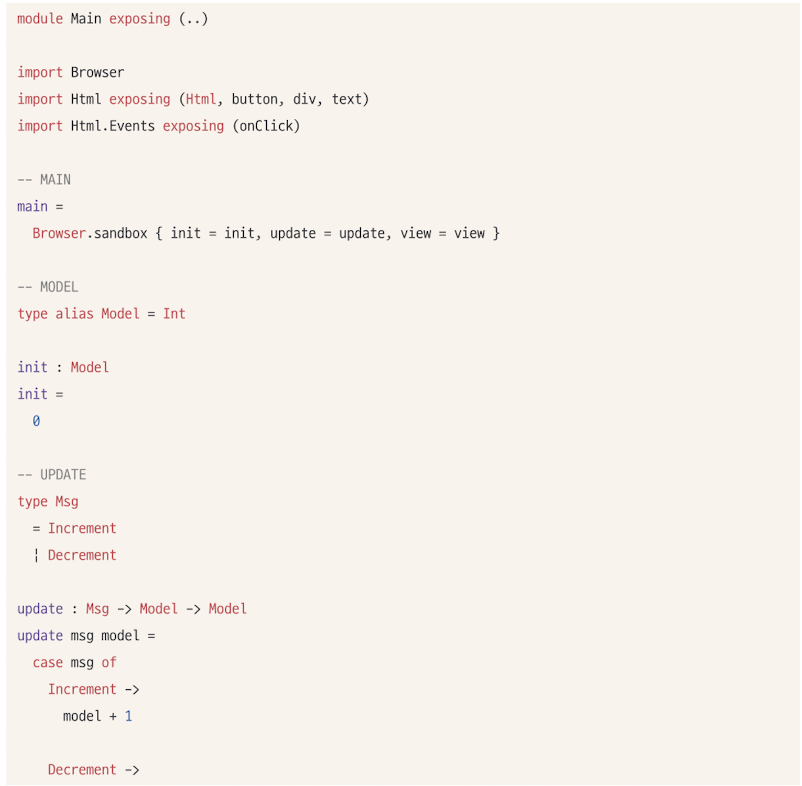 module Main exposing (..)
import Browser
import Html exposing (Html, button, div, text)
import Html.Events exposing (onClick)
-- MAIN
main =
Browser.sandbox { init = init, update = update, view = view }
-- MODEL
type alias Model = Int
init : Model
init =
0
-- UPDATE
type Msg
= Increment
| Decrement
update : Msg -> Model -> Model
update msg model =
case msg of
Increment ->
model + 1
Decrement ->